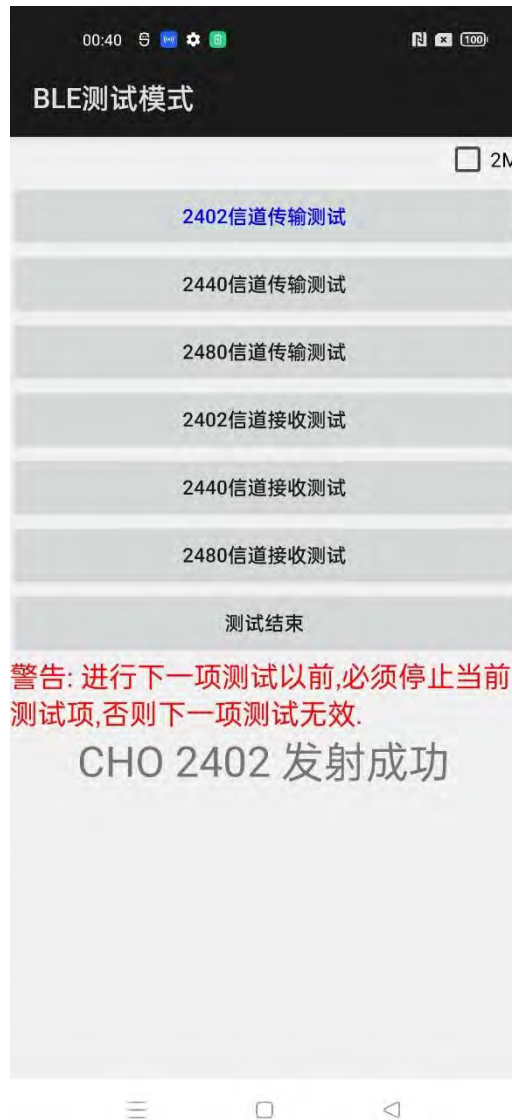 00:40
100
BLE测试模式
2M
2402信道传输测试
2440信道传输测试
2480信道传输测试
2402信道接收测试
2440信道接收测试
2480信道接收测试
测试结束
警告: 进行下一项测试以前,必须停止当前
测试项,否则下一项测试无效.
CHO 2402 发射成功